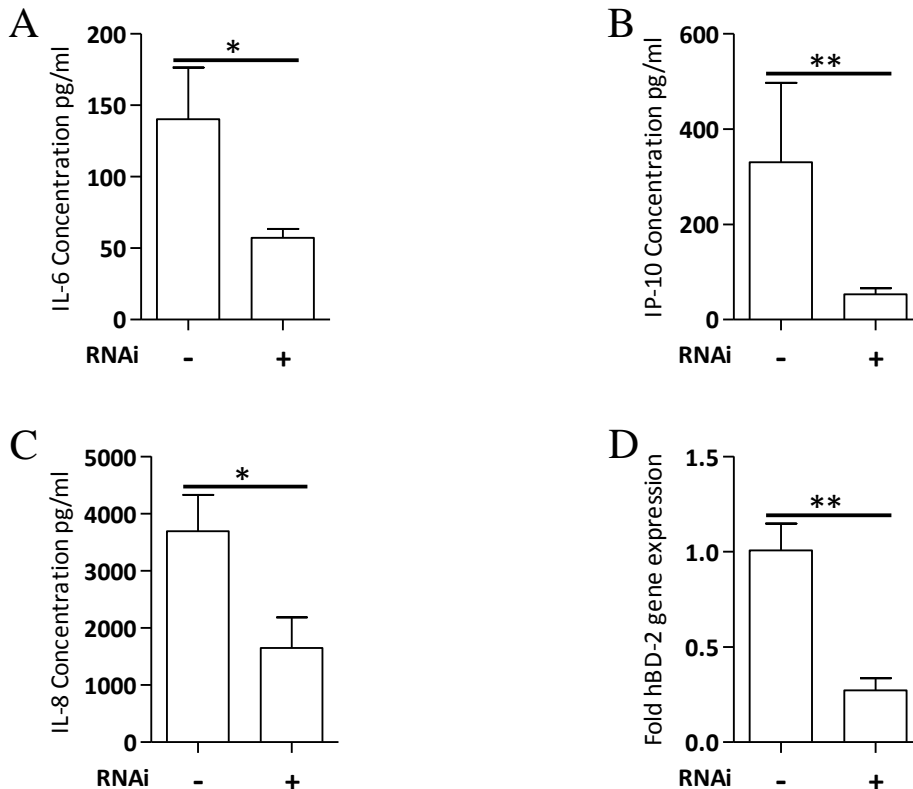 A
IL-6 Concentration pg/ml
200
150
100
50
0
*
RNAi - +
B
IP-10 Concentration pg/ml
600
400
200
0
**
RNAi - +
C
IL-8 Concentration pg/ml
5000
4000
3000
2000
1000
0
*
RNAi - +
D
Fold hBD-2 gene expression
1.5
1.0
0.5
0.0
**
RNAi - +